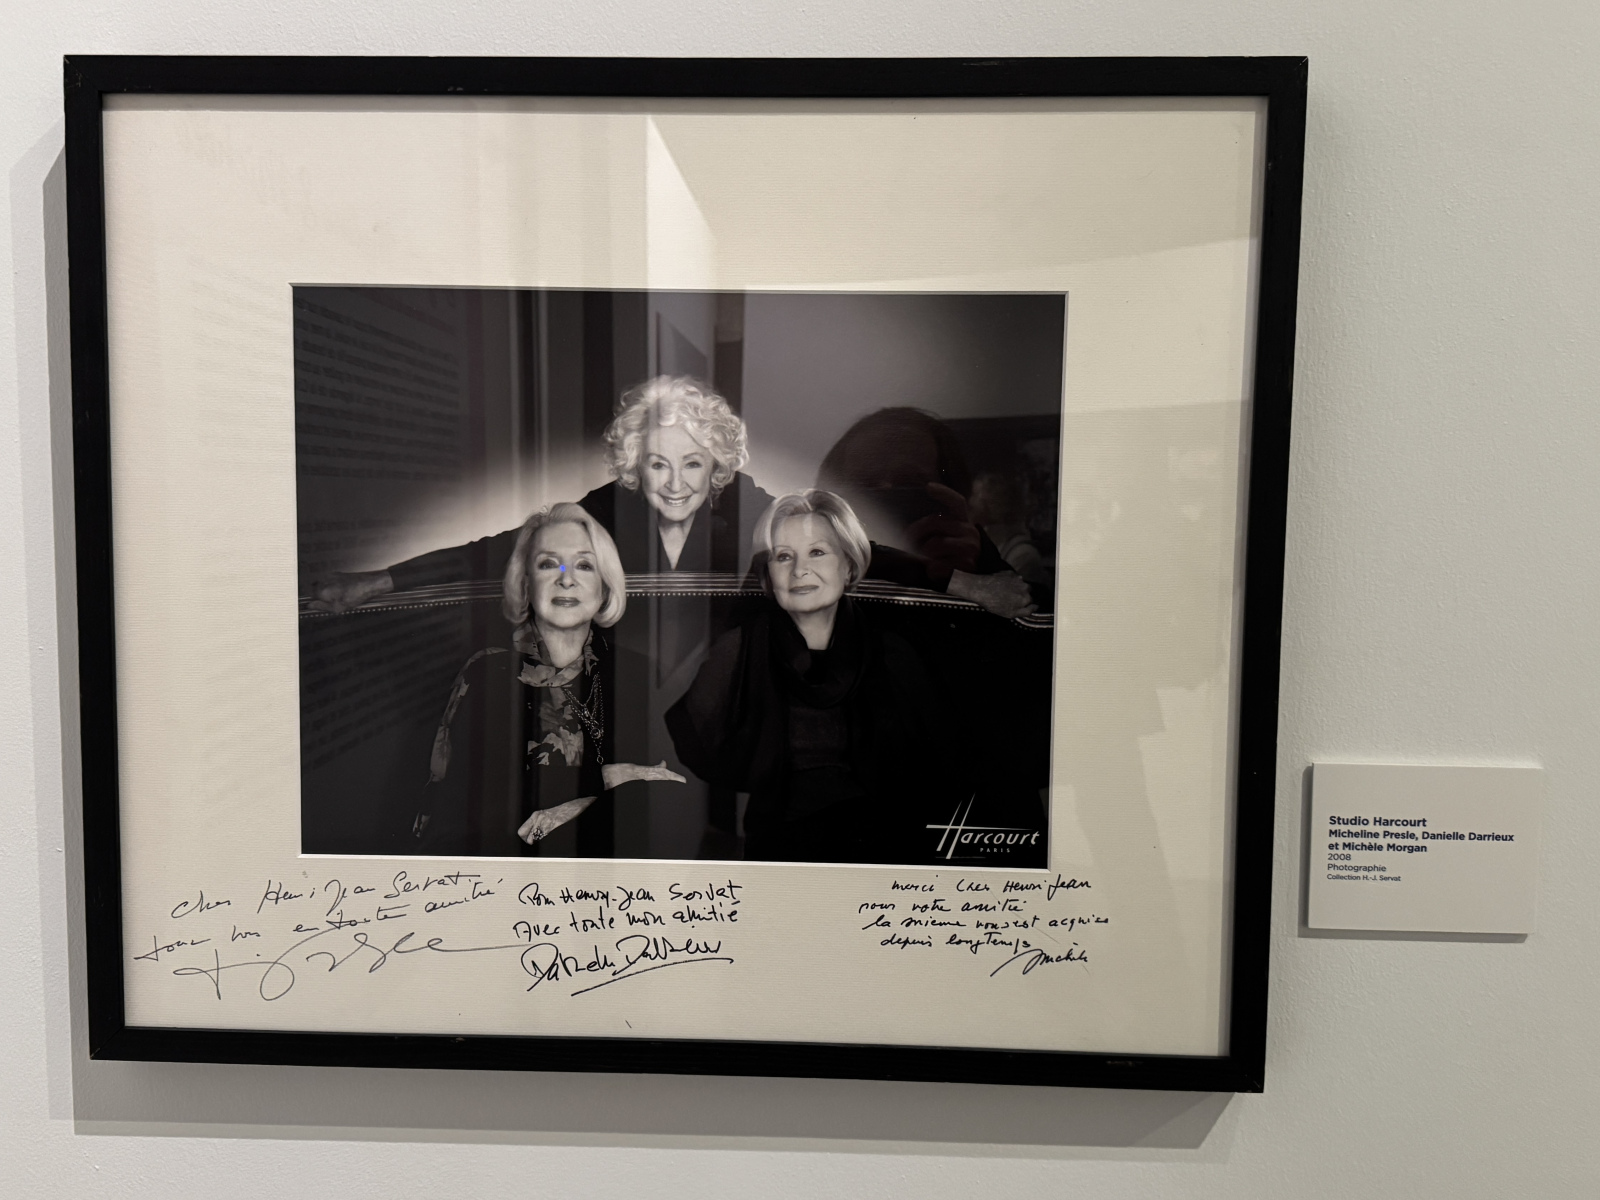 Harcourt
PARIS
Cher Henri-Jean Servat
pour vous en toute amitié
Pour Henry-Jean Servat
Avec toute mon amitié
Danielle Darrieux
merci Cher Henri Jean
pour votre amitié
la mienne vous est acquise
depuis longtemps
Michèle
Studio Harcourt
Micheline Presle, Danielle Darrieux
et Michèle Morgan
2008
Photographie
Collection H.-J. Servat